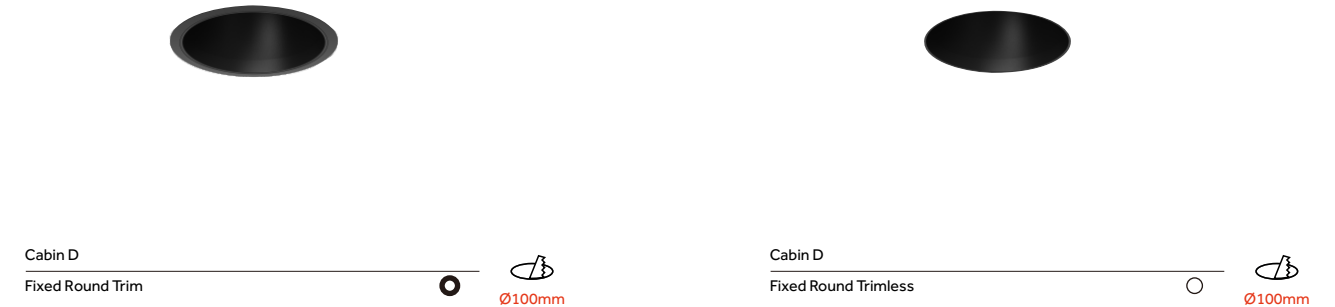 Cabin D
Fixed Round Trim
Ø100mm
Cabin D
Fixed Round Trimless
Ø100mm